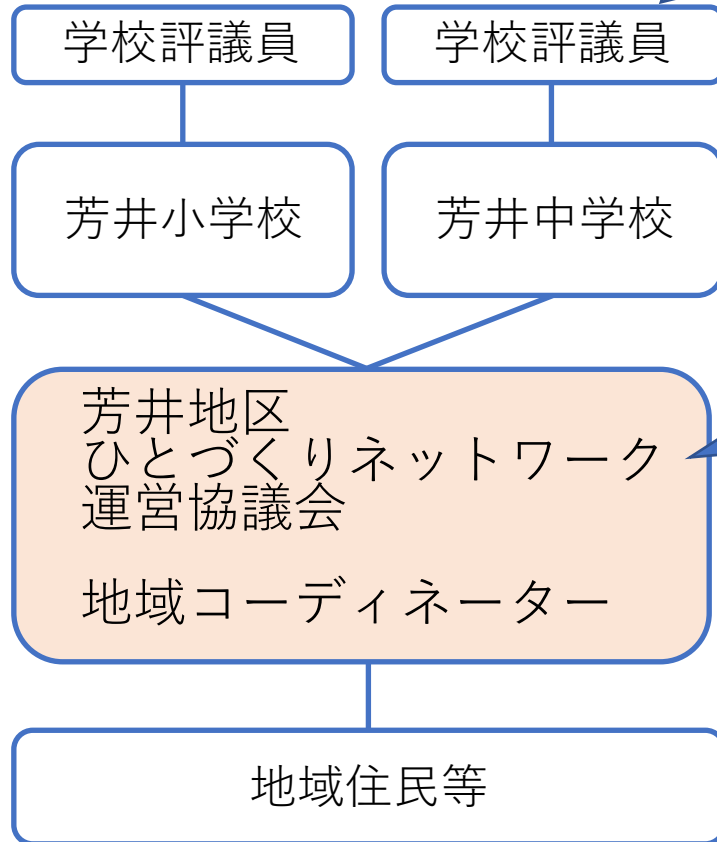 学校評議員
学校評議員
芳井小学校
芳井中学校
芳井地区
ひとづくりネットワーク
運営協議会
地域コーディネーター
地域住民等